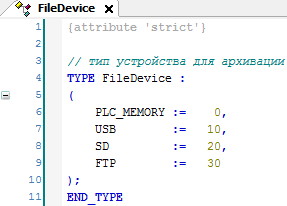 FileDevice
1 {attribute 'strict'}
2
3 // тип устройства для архивации
4 TYPE FileDevice :
5 (
6 PLC_MEMORY := 0,
7 USB := 10,
8 SD := 20,
9 FTP := 30
10 );
11 END_TYPE